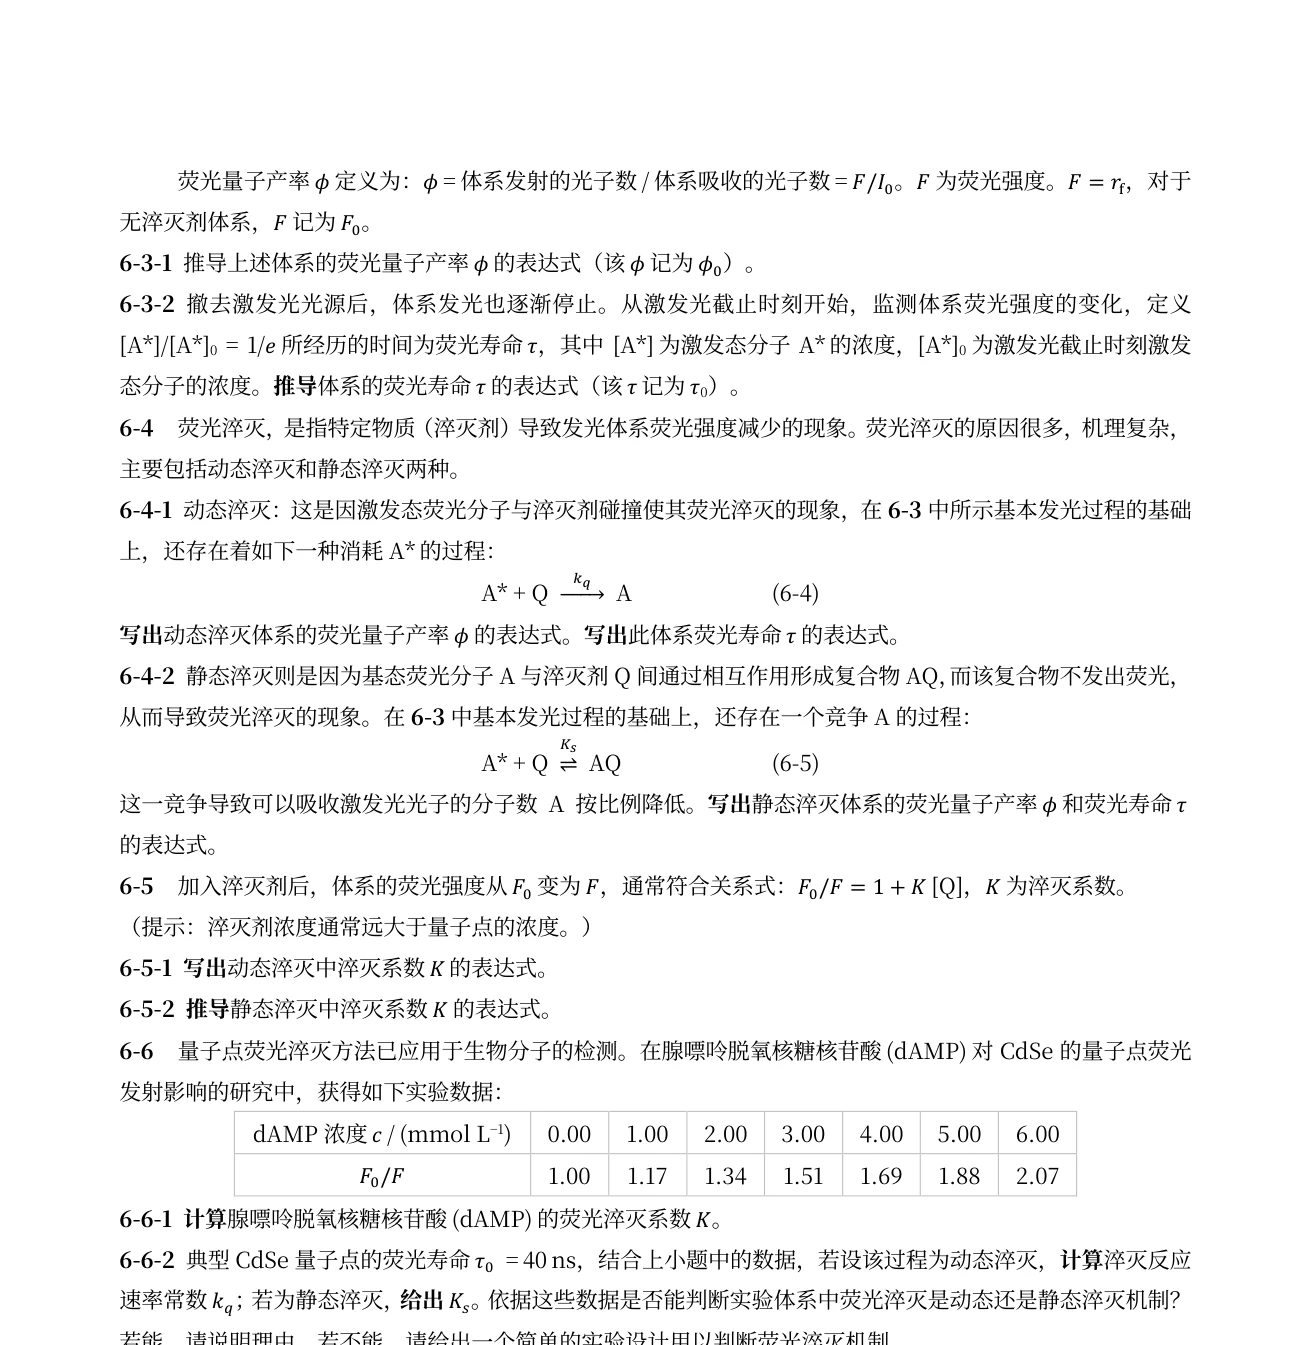 荧光量子产率 ϕ 定义为：ϕ = 体系发射的光子数 / 体系吸收的光子数 = F/I₀。F 为荧光强度。F = r_f，对于
无淬灭剂体系，F 记为 F₀。
6-3-1 推导上述体系的荧光量子产率 ϕ 的表达式（该 ϕ 记为 ϕ₀）。
6-3-2 撤去激发光光源后，体系发光也逐渐停止。从激发光截止时刻开始，监测体系荧光强度的变化，定义
[A*]/[A*]₀ = 1/e 所经历的时间为荧光寿命 τ，其中 [A*] 为激发态分子 A* 的浓度，[A*]₀ 为激发光截止时刻激发
态分子的浓度。推导体系的荧光寿命 τ 的表达式（该 τ 记为 τ₀）。
6-4 荧光淬灭，是指特定物质（淬灭剂）导致发光体系荧光强度减少的现象。荧光淬灭的原因很多，机理复杂，
主要包括动态淬灭和静态淬灭两种。
6-4-1 动态淬灭：这是因激发态荧光分子与淬灭剂碰撞使其荧光淬灭的现象，在 6-3 中所示基本发光过程的基础
上，还存在着如下一种消耗 A* 的过程：
A* + Q —k_q→ A (6-4)
写出动态淬灭体系的荧光量子产率 ϕ 的表达式。写出此体系荧光寿命 τ 的表达式。
6-4-2 静态淬灭则是因为基态荧光分子 A 与淬灭剂 Q 间通过相互作用形成复合物 AQ, 而该复合物不发出荧光，
从而导致荧光淬灭的现象。在 6-3 中基本发光过程的基础上，还存在一个竞争 A 的过程：
A* + Q ⇌ K_s AQ (6-5)
这一竞争导致可以吸收激发光光子的分子数 A 按比例降低。写出静态淬灭体系的荧光量子产率 ϕ 和荧光寿命 τ
的表达式。
6-5 加入淬灭剂后，体系的荧光强度从 F₀ 变为 F，通常符合关系式：F₀/F = 1 + K [Q]，K 为淬灭系数。
（提示：淬灭剂浓度通常远大于量子点的浓度。）
6-5-1 写出动态淬灭中淬灭系数 K 的表达式。
6-5-2 推导静态淬灭中淬灭系数 K 的表达式。
6-6 量子点荧光淬灭方法已应用于生物分子的检测。在腺嘌呤脱氧核糖核苷酸 (dAMP) 对 CdSe 的量子点荧光
发射影响的研究中，获得如下实验数据：
dAMP 浓度 c / (mmol L⁻¹) 0.00 1.00 2.00 3.00 4.00 5.00 6.00
F₀/F 1.00 1.17 1.34 1.51 1.69 1.88 2.07
6-6-1 计算腺嘌呤脱氧核糖核苷酸 (dAMP) 的荧光淬灭系数 K。
6-6-2 典型 CdSe 量子点的荧光寿命 τ₀ = 40 ns，结合上小题中的数据，若设该过程为动态淬灭，计算淬灭反应
速率常数 k_q；若为静态淬灭，给出 K_s。依据这些数据是否能判断实验体系中荧光淬灭是动态还是静态淬灭机制？
若能，请说明理由，若不能，请给出一个简单的实验设计用以判断荧光淬灭机制